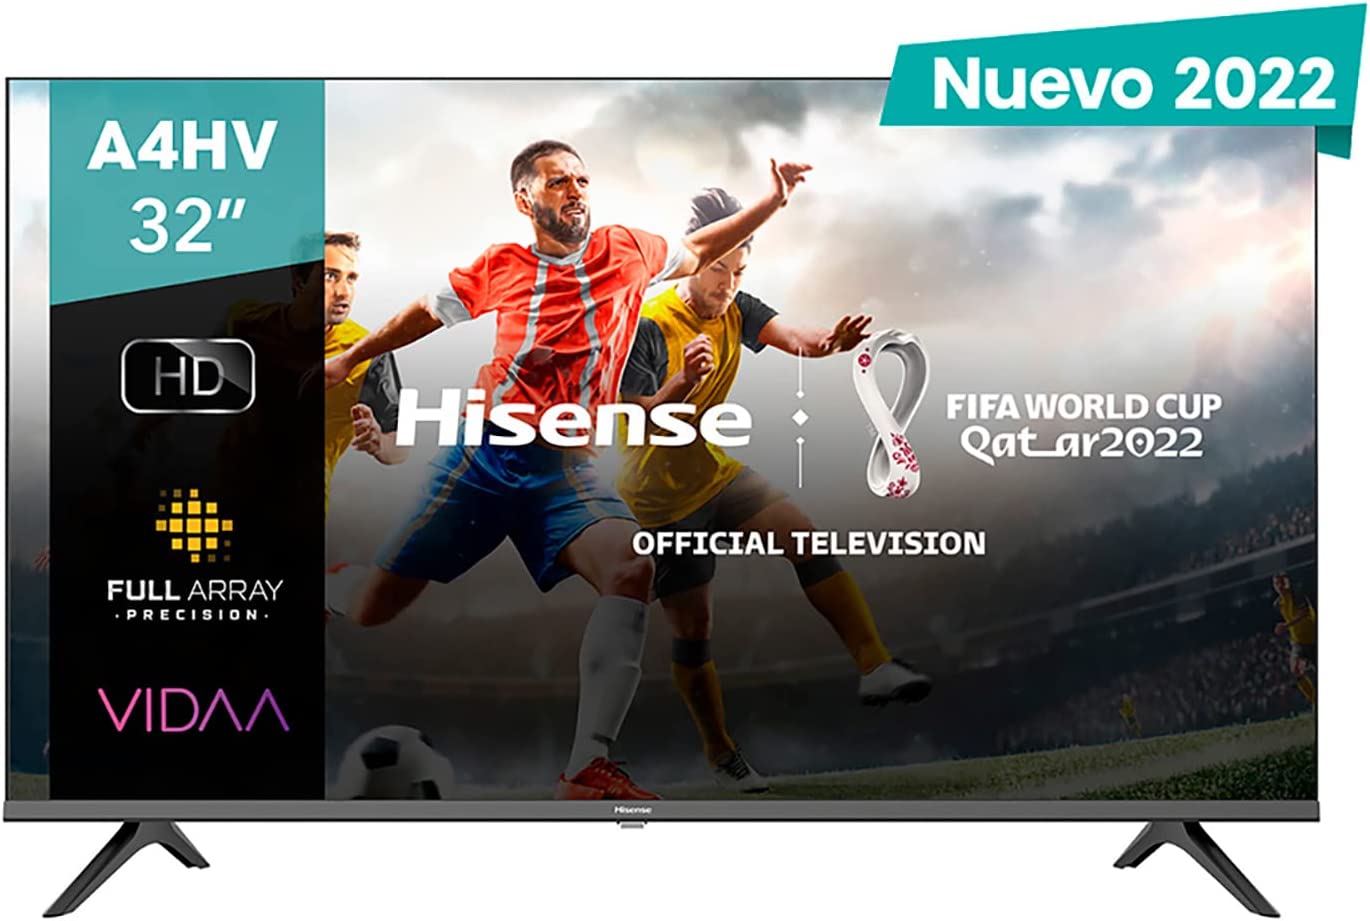 Nuevo 2022
A4HV
32"
HD
FULL ARRAY
· PRECISION ·
VIDAA
Hisense
FIFA WORLD CUP
Qatar2022
OFFICIAL TELEVISION
Hisense